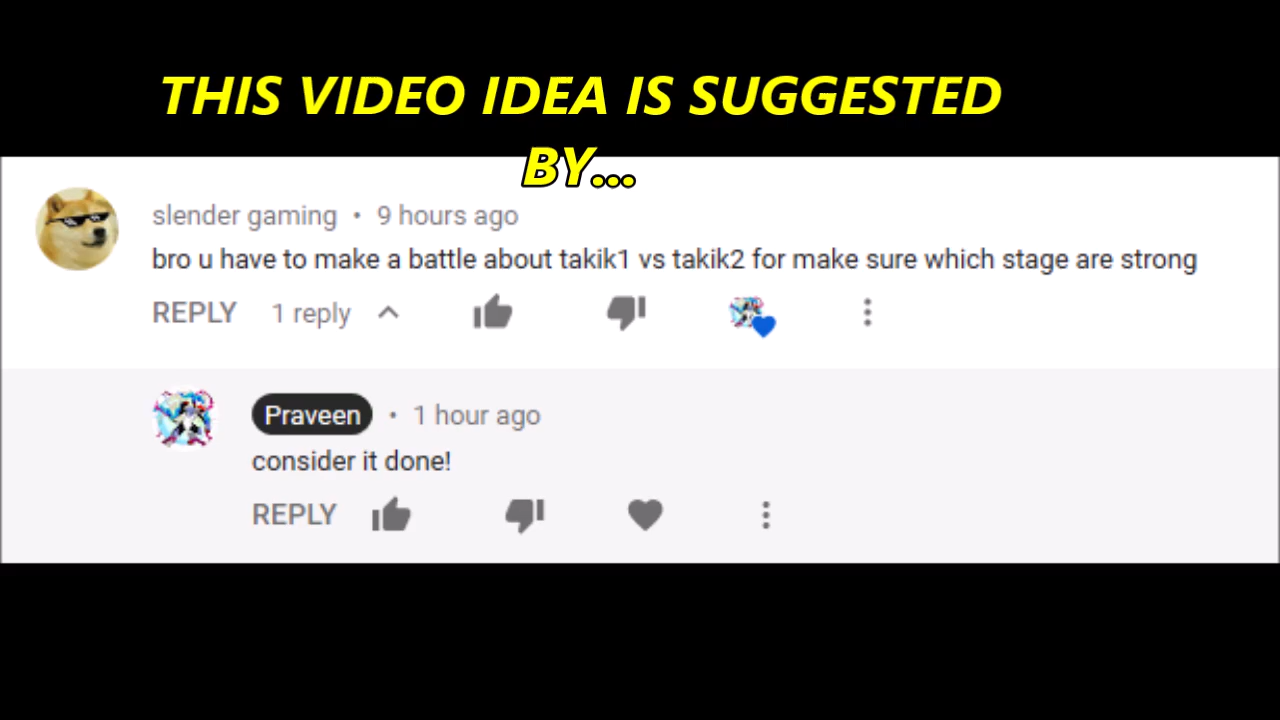 THIS VIDEO IDEA IS SUGGESTED
BY...
slender gaming • 9 hours ago
bro u have to make a battle about takik1 vs takik2 for make sure which stage are strong
REPLY 1 reply
Praveen • 1 hour ago
consider it done!
REPLY